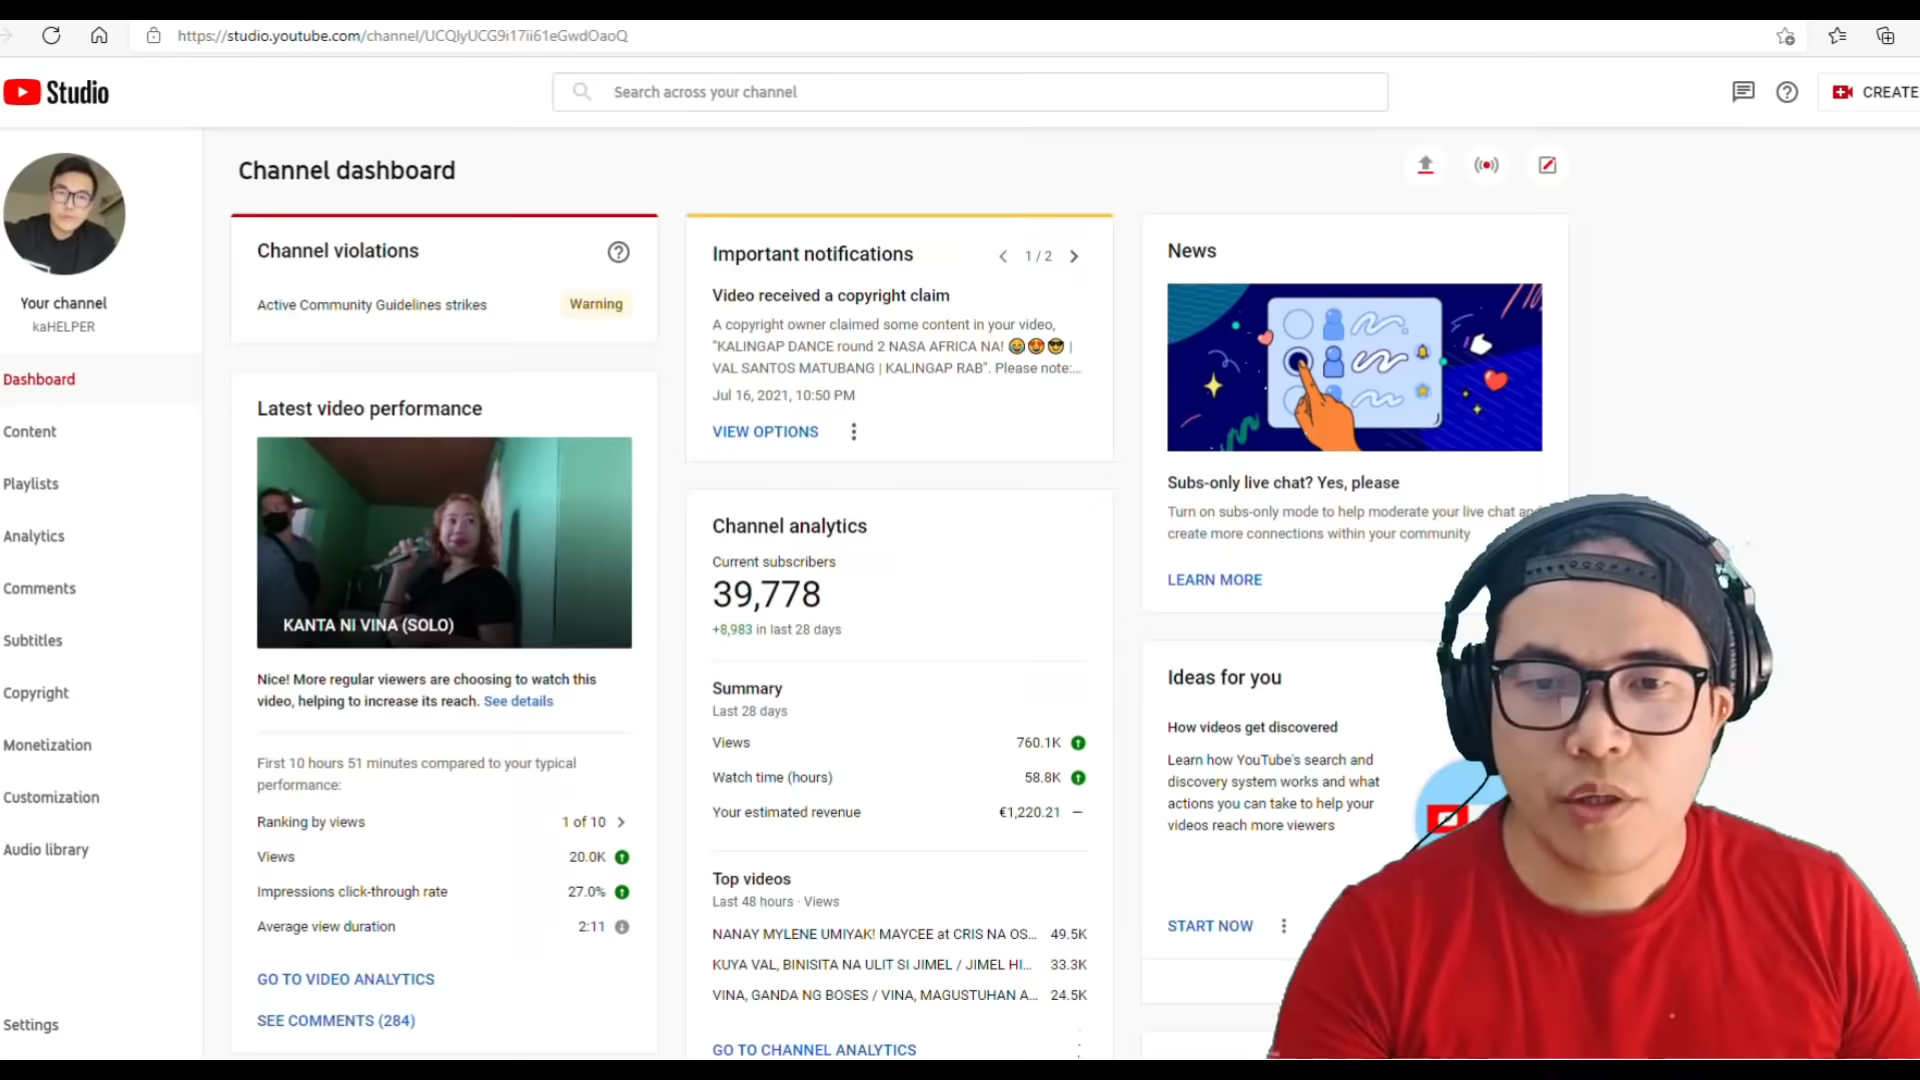 https://studio.youtube.com/channel/UCQIyUCG9i17ii61eGwdOaoQ
Studio
Search across your channel
CREATE
Your channel
kaHELPER
Dashboard
Content
Playlists
Analytics
Comments
Subtitles
Copyright
Monetization
Customization
Audio library
Settings
Channel dashboard
Channel violations
Active Community Guidelines strikes Warning
Latest video performance
KANTA NI VINA (SOLO)
Nice! More regular viewers are choosing to watch this
video, helping to increase its reach. See details
First 10 hours 51 minutes compared to your typical
performance:
Ranking by views 1 of 10
Views 20.0K
Impressions click-through rate 27.0%
Average view duration 2:11
GO TO VIDEO ANALYTICS
SEE COMMENTS (284)
Important notifications 1 / 2
Video received a copyright claim
A copyright owner claimed some content in your video,
"KALINGAP DANCE round 2 NASA AFRICA NA! 😂😍😎 |
VAL SANTOS MATUBANG | KALINGAP RAB". Please note:...
Jul 16, 2021, 10:50 PM
VIEW OPTIONS
Channel analytics
Current subscribers
39,778
+8,983 in last 28 days
Summary
Last 28 days
Views 760.1K
Watch time (hours) 58.8K
Your estimated revenue €1,220.21 —
Top videos
Last 48 hours · Views
NANAY MYLENE UMIYAK! MAYCEE at CRIS NA OS... 49.5K
KUYA VAL, BINISITA NA ULIT SI JIMEL / JIMEL HI... 33.3K
VINA, GANDA NG BOSES / VINA, MAGUSTUHAN A... 24.5K
GO TO CHANNEL ANALYTICS
News
Subs-only live chat? Yes, please
Turn on subs-only mode to help moderate your live chat and
create more connections within your community
LEARN MORE
Ideas for you
How videos get discovered
Learn how YouTube's search and
discovery system works and what
actions you can take to help your
videos reach more viewers
START NOW